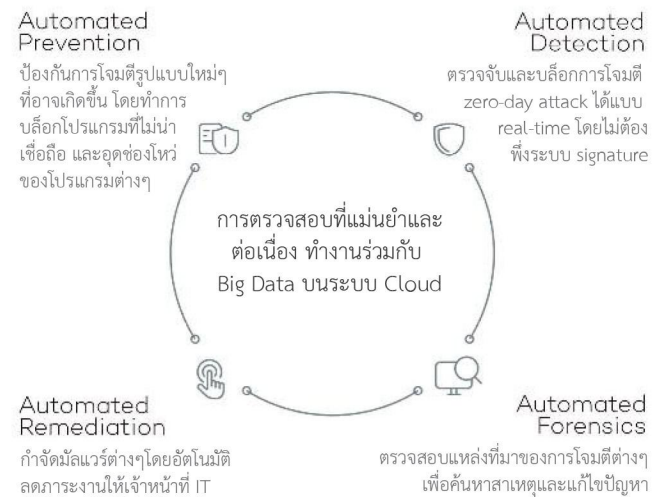 Automated
Prevention
ป้องกันการโจมตีรูปแบบใหม่ๆ
ที่อาจเกิดขึ้น โดยทำการ
บล็อกโปรแกรมที่ไม่น่า
เชื่อถือ และอุดช่องโหว่
ของโปรแกรมต่างๆ
Automated
Detection
ตรวจจับและบล็อกการโจมตี
zero-day attack ได้แบบ
real-time โดยไม่ต้อง
พึ่งระบบ signature
การตรวจสอบที่แม่นยำและ
ต่อเนื่อง ทำงานร่วมกับ
Big Data บนระบบ Cloud
Automated
Remediation
กำจัดมัลแวร์ต่างๆโดยอัตโนมัติ
ลดภาระงานให้เจ้าหน้าที่ IT
Automated
Forensics
ตรวจสอบแหล่งที่มาของการโจมตีต่างๆ
เพื่อค้นหาสาเหตุและแก้ไขปัญหา